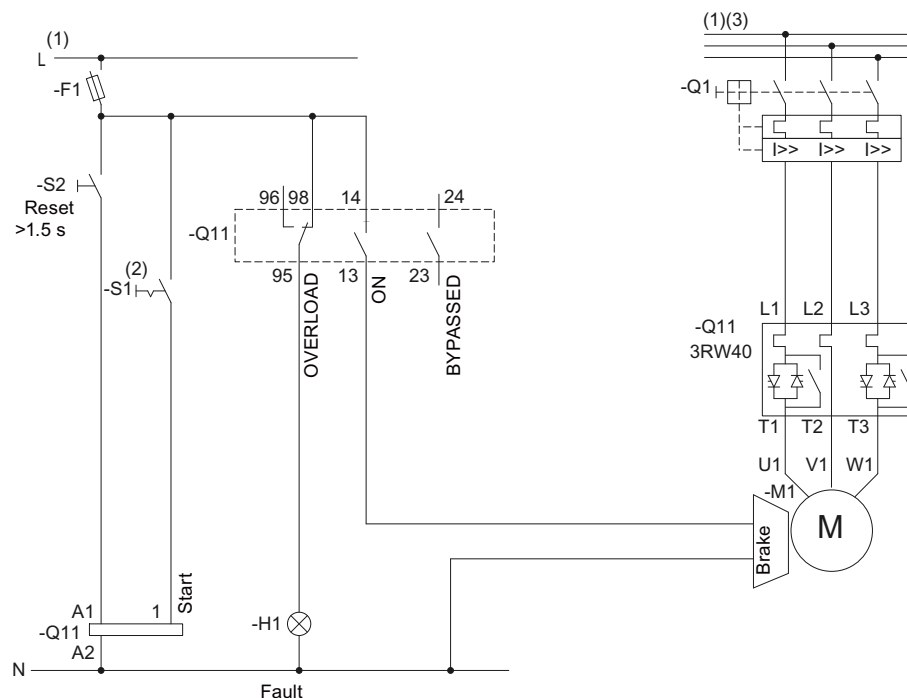 (1)
L
-F1
-S2
Reset
>1.5 s
(2)
-S1
96 98 14 24
-Q11
95 13 23
OVERLOAD
ON
BYPASSED
A1 1
Start
-Q11
A2
-H1
N
Fault
(1)(3)
-Q1
I>> I>> I>>
L1 L2 L3
-Q11
3RW40
T1 T2 T3
U1 V1 W1
-M1
M
Brake